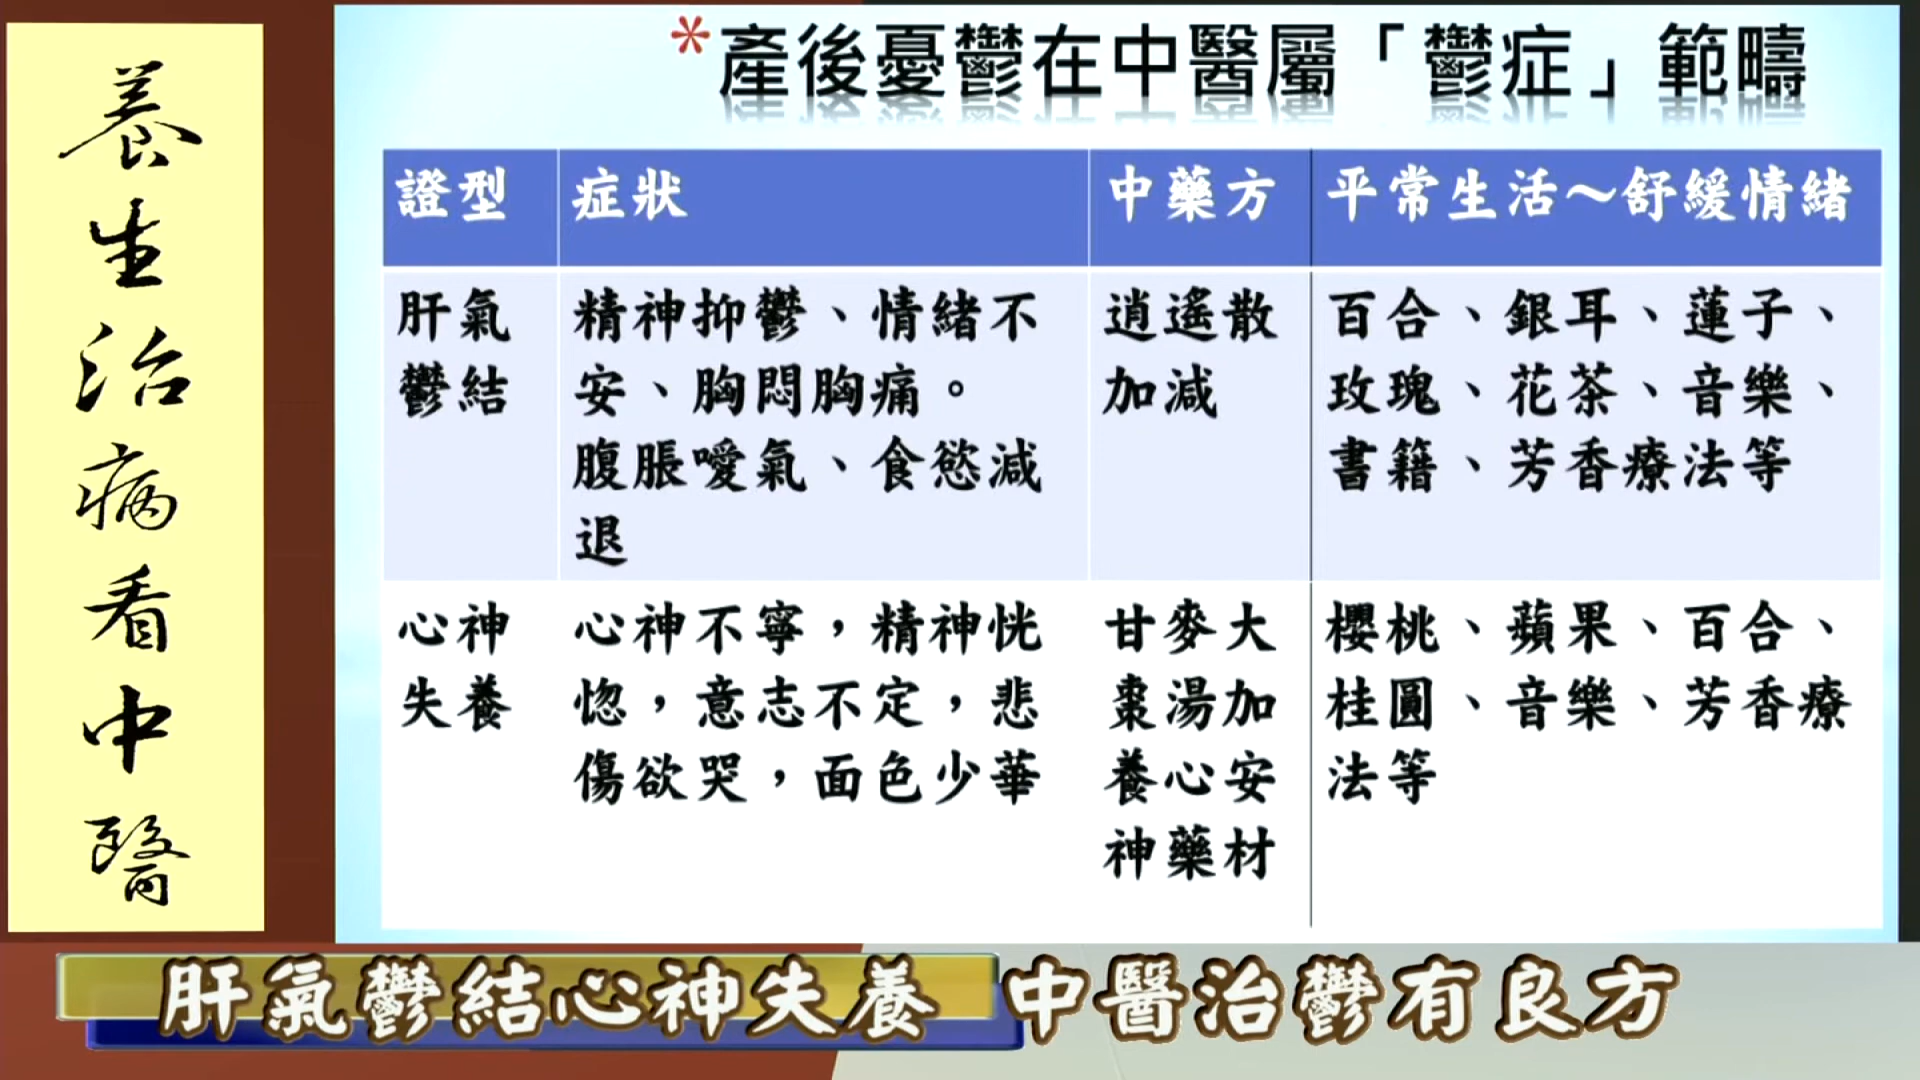 養生治病看中醫
*產後憂鬱在中醫屬「鬱症」範疇
證型
症狀
中藥方
平常生活～舒緩情緒
肝氣
鬱結
精神抑鬱、情緒不
安、胸悶胸痛。
腹脹噯氣、食慾減
退
逍遙散
加減
百合、銀耳、蓮子、
玫瑰、花茶、音樂、
書籍、芳香療法等
心神
失養
心神不寧，精神恍
惚，意志不定，悲
傷欲哭，面色少華
甘麥大
棗湯加
養心安
神藥材
櫻桃、蘋果、百合、
桂圓、音樂、芳香療
法等
肝氣鬱結心神失養 中醫治鬱有良方